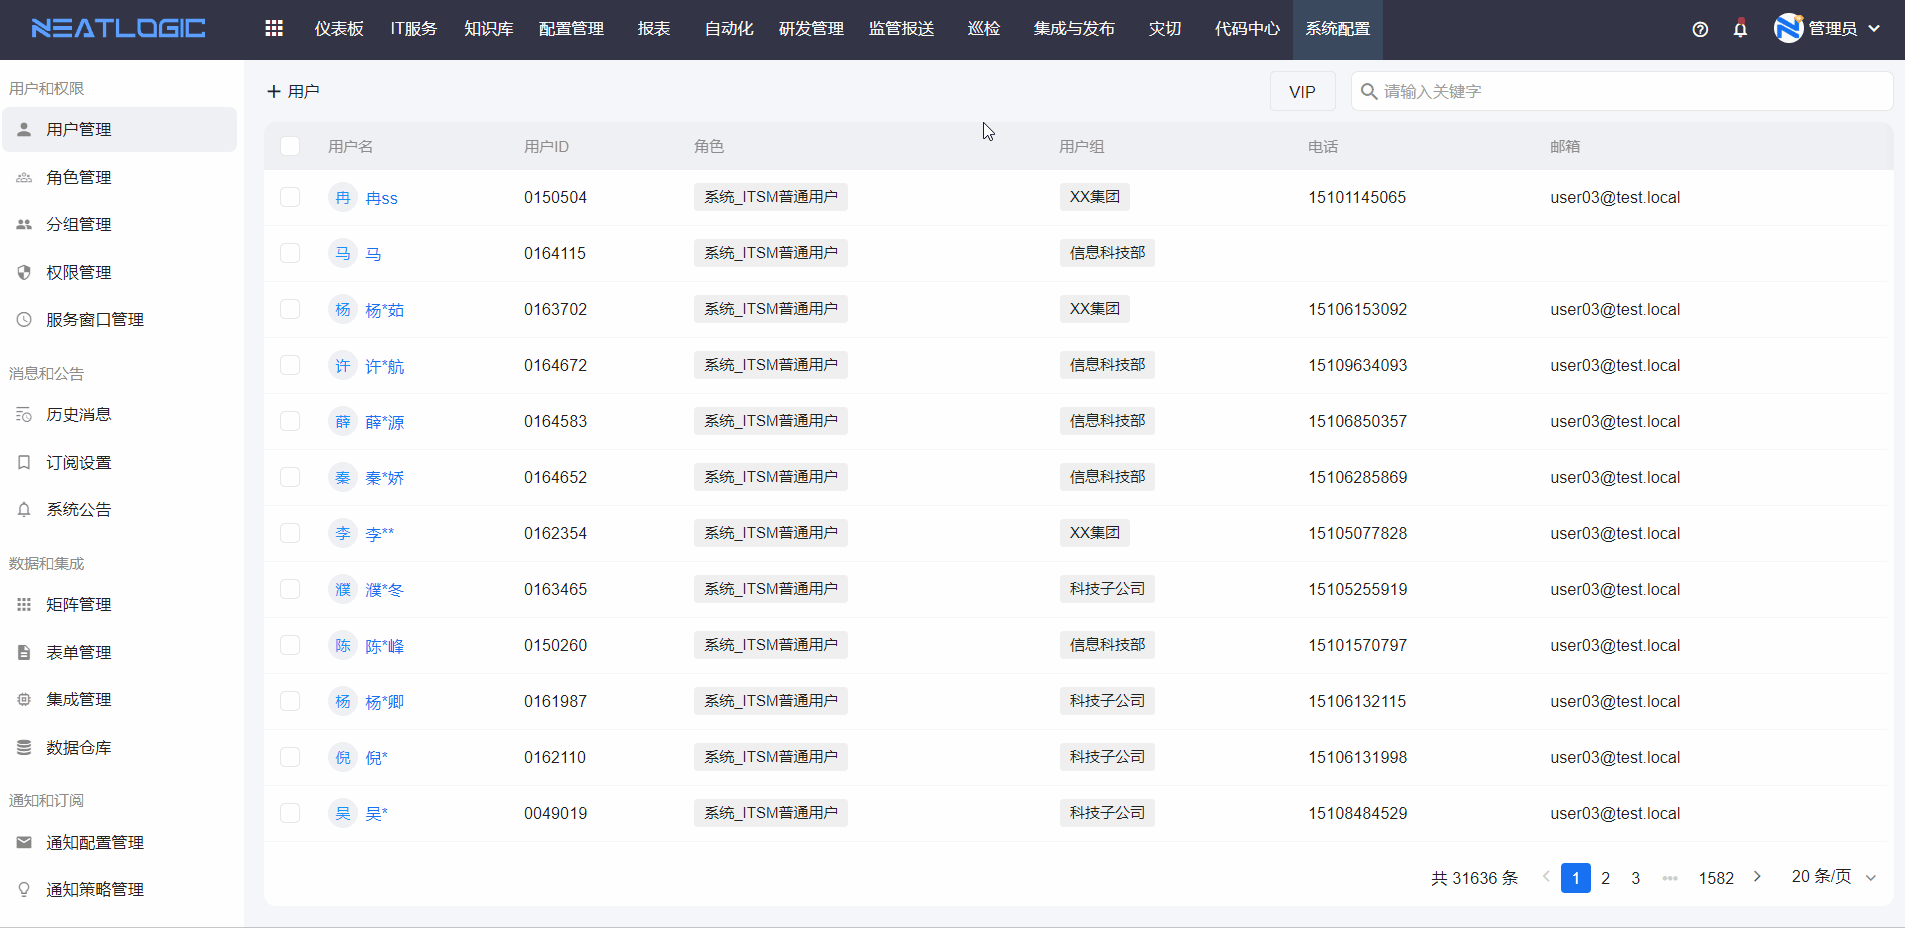 NEATLOGIC 仪表板 IT服务 知识库 配置管理 报表 自动化 研发管理 监管报送 巡检 集成与发布 灾切 代码中心 系统配置 管理员
用户和权限
用户管理
角色管理
分组管理
权限管理
服务窗口管理
消息和公告
历史消息
订阅设置
系统公告
数据和集成
矩阵管理
表单管理
集成管理
数据仓库
通知和订阅
通知配置管理
通知策略管理
用户 VIP 请输入关键字
用户名 用户ID 角色 用户组 电话 邮箱
冉 冉ss 0150504 系统_ITSM普通用户 XX集团 15101145065 user03@test.local
马 马 0164115 系统_ITSM普通用户 信息科技部
杨 杨*茹 0163702 系统_ITSM普通用户 XX集团 15106153092 user03@test.local
许 许*航 0164672 系统_ITSM普通用户 信息科技部 15109634093 user03@test.local
薛 薛*源 0164583 系统_ITSM普通用户 信息科技部 15106850357 user03@test.local
秦 秦*娇 0164652 系统_ITSM普通用户 信息科技部 15106285869 user03@test.local
李 李** 0162354 系统_ITSM普通用户 XX集团 15105077828 user03@test.local
濮 濮*冬 0163465 系统_ITSM普通用户 科技子公司 15105255919 user03@test.local
陈 陈*峰 0150260 系统_ITSM普通用户 信息科技部 15101570797 user03@test.local
杨 杨*卿 0161987 系统_ITSM普通用户 科技子公司 15106132115 user03@test.local
倪 倪* 0162110 系统_ITSM普通用户 科技子公司 15106131998 user03@test.local
吴 吴* 0049019 系统_ITSM普通用户 科技子公司 15108484529 user03@test.local
共 31636 条 1 2 3 ••• 1582 20 条/页